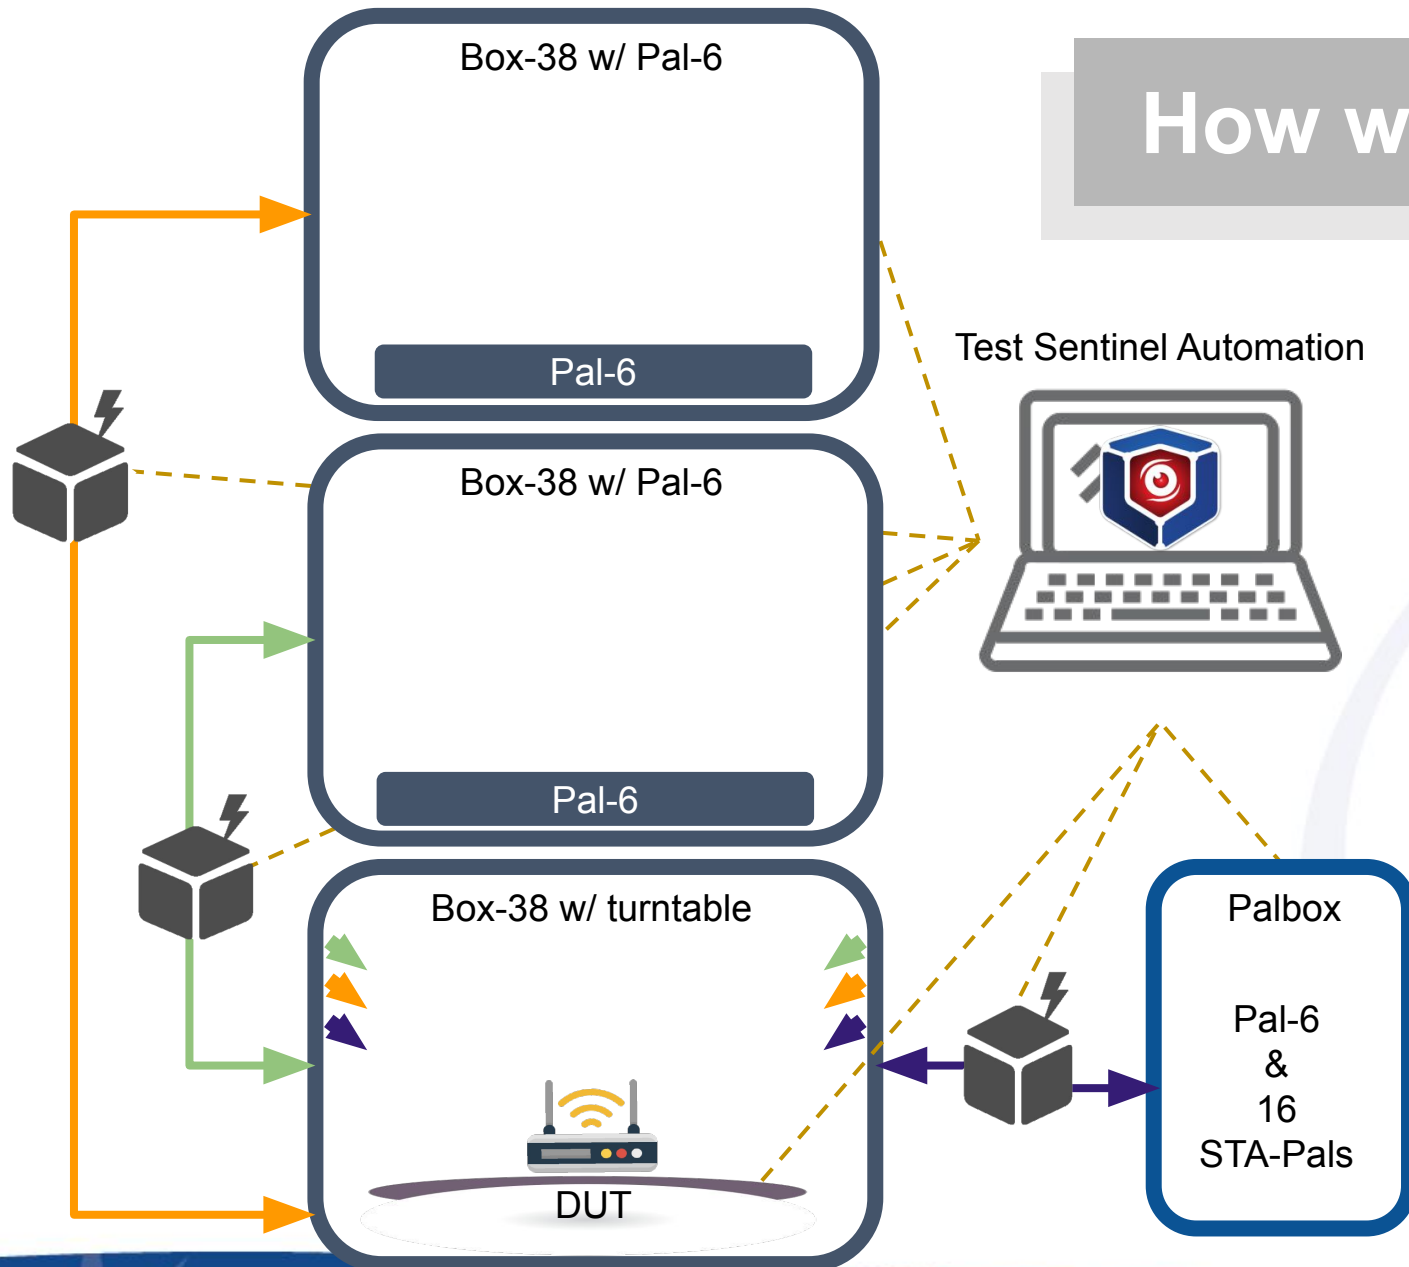 Box-38 w/ Pal-6
How w
Pal-6
Test Sentinel Automation
Box-38 w/ Pal-6
Pal-6
Box-38 w/ turntable
DUT
Palbox
Pal-6
&
16
STA-Pals